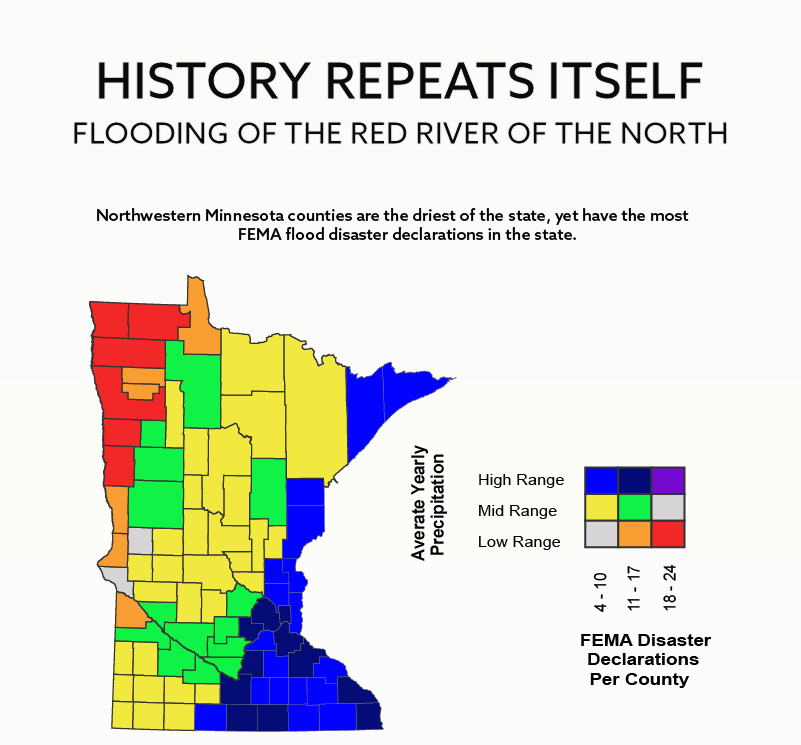 HISTORY REPEATS ITSELF
FLOODING OF THE RED RIVER OF THE NORTH
Northwestern Minnesota counties are the driest of the state, yet have the most
FEMA flood disaster declarations in the state.
Averate Yearly
Precipitation
High Range
Mid Range
Low Range
4 - 10
11 - 17
18 - 24
FEMA Disaster
Declarations
Per County